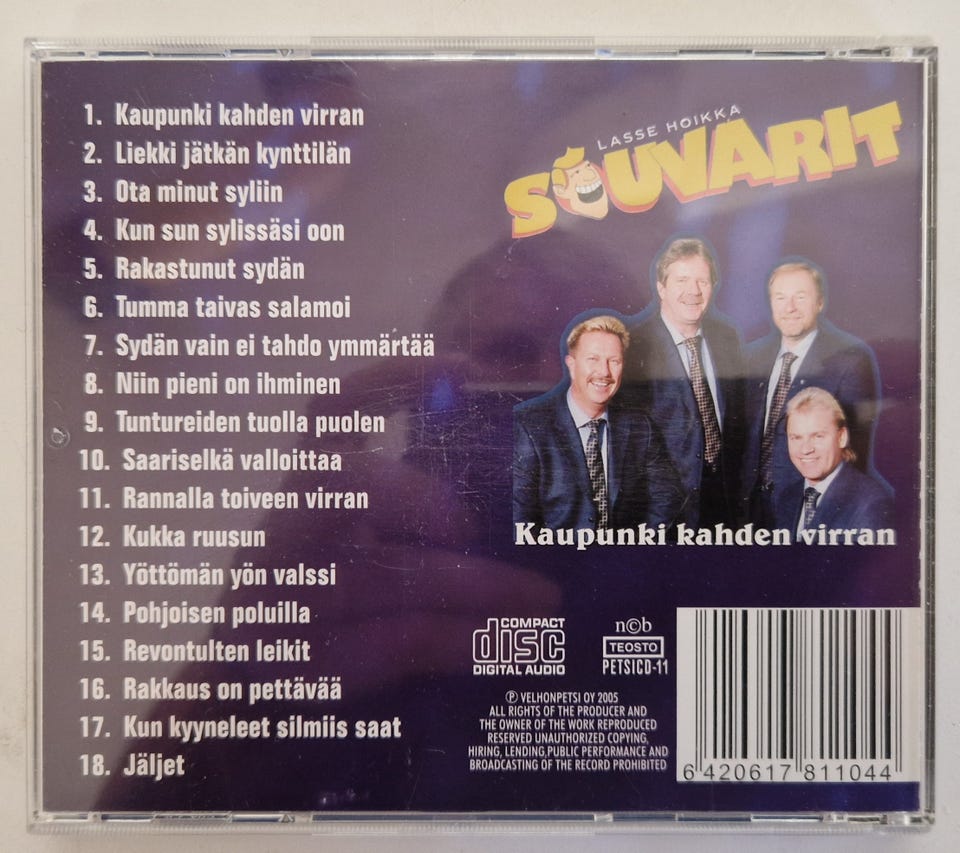 1. Kaupunki kahden virran
2. Liekki jätkän kynttilän
3. Ota minut syliin
4. Kun sun sylissäsi oon
5. Rakastunut sydän
6. Tumma taivas salamoi
7. Sydän vain ei tahdo ymmärtää
8. Niin pieni on ihminen
9. Tuntureiden tuolla puolen
10. Saariselkä valloittaa
11. Rannalla toiveen virran
12. Kukka ruusun
13. Yöttömän yön valssi
14. Pohjoisen poluilla
15. Revontulten leikit
16. Rakkaus on pettävää
17. Kun kyyneleet silmiis saat
18. Jäljet
LASSE HOIKKA
SOUVARIT
Kaupunki kahden virran
COMPACT
disc
DIGITAL AUDIO
n©b
TEOSTO
PETSICD-11
℗ VELHONPETSI OY 2005
ALL RIGHTS OF THE PRODUCER AND
THE OWNER OF THE WORK REPRODUCED
RESERVED UNAUTHORIZED COPYING,
HIRING, LENDING,PUBLIC PERFORMANCE AND
BROADCASTING OF THE RECORD PROHIBITED
6 420617 811044